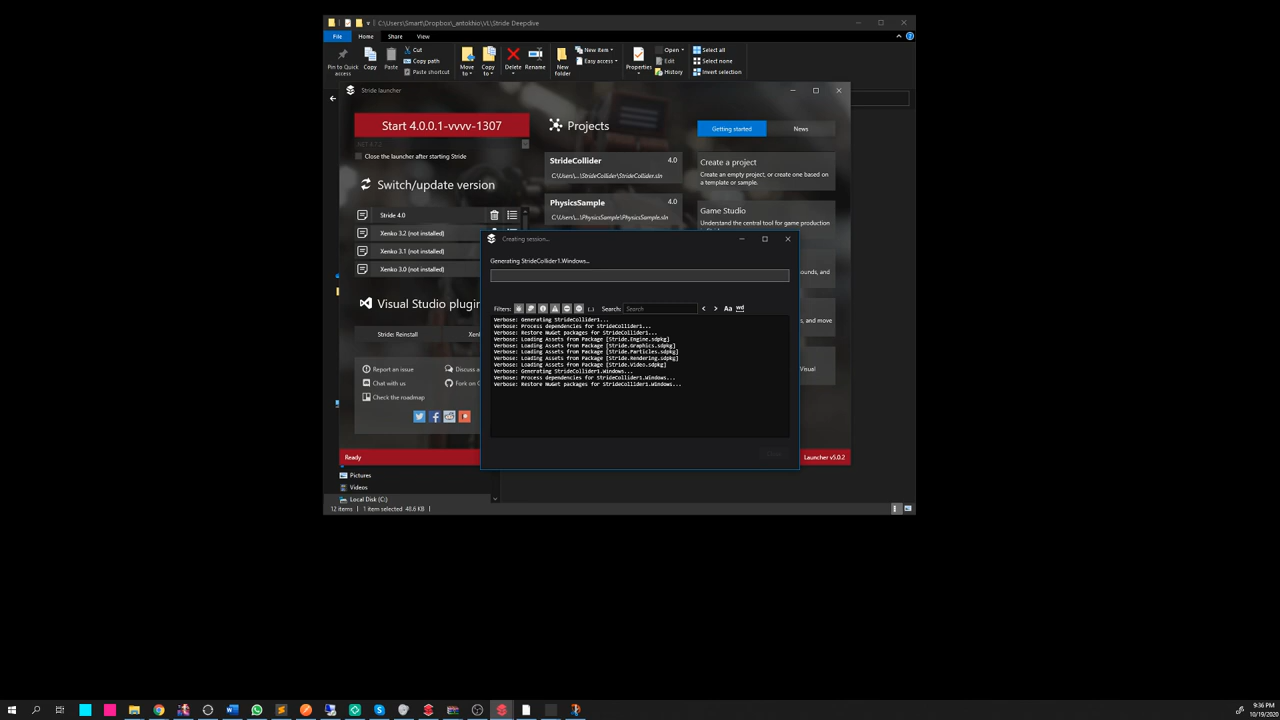 C:\Users\Smart\Dropbox\_antokhio\VL\Stride Deepdive
File
Home
Share
View
Pin to Quick access
Copy
Paste
Cut
Copy path
Paste shortcut
Move to
Copy to
Delete
Rename
New folder
New item
Easy access
Properties
Open
Edit
History
Select all
Select none
Invert selection
Stride launcher
Start 4.0.0.1-vvvv-1307
Close the launcher after starting Stride
Switch/update version
Stride 4.0
Xenko 3.2 (not installed)
Xenko 3.1 (not installed)
Xenko 3.0 (not installed)
Visual Studio plugin
Stride: Reinstall
Xen
Report an issue
Discuss a
Chat with us
Fork on G
Check the roadmap
Ready
Projects
StrideCollider
4.0
C:\Users\...\StrideCollider\StrideCollider.sln
PhysicsSample
4.0
C:\Users\...\PhysicsSample\PhysicsSample.sln
Getting started
News
Create a project
Create an empty project, or create one based on a template or sample.
Game Studio
Understand the central tool for game production
ounds, and
and move
Visual
Launcher v5.0.2
Creating session...
Generating StrideCollider1.Windows...
Filters:
Search:
Search
Aa
Verbose: Generating StrideCollider1...
Verbose: Process dependencies for StrideCollider1...
Verbose: Restore NuGet packages for StrideCollider1...
Verbose: Loading Assets from Package [Stride.Engine.sdpkg]
Verbose: Loading Assets from Package [Stride.Graphics.sdpkg]
Verbose: Loading Assets from Package [Stride.Particles.sdpkg]
Verbose: Loading Assets from Package [Stride.Rendering.sdpkg]
Verbose: Loading Assets from Package [Stride.Video.sdpkg]
Verbose: Generating StrideCollider1.Windows...
Verbose: Process dependencies for StrideCollider1.Windows...
Verbose: Restore NuGet packages for StrideCollider1.Windows...
Pictures
Videos
Local Disk (C:)
12 items
1 item selected 48.6 KB
9:36 PM
10/19/2020